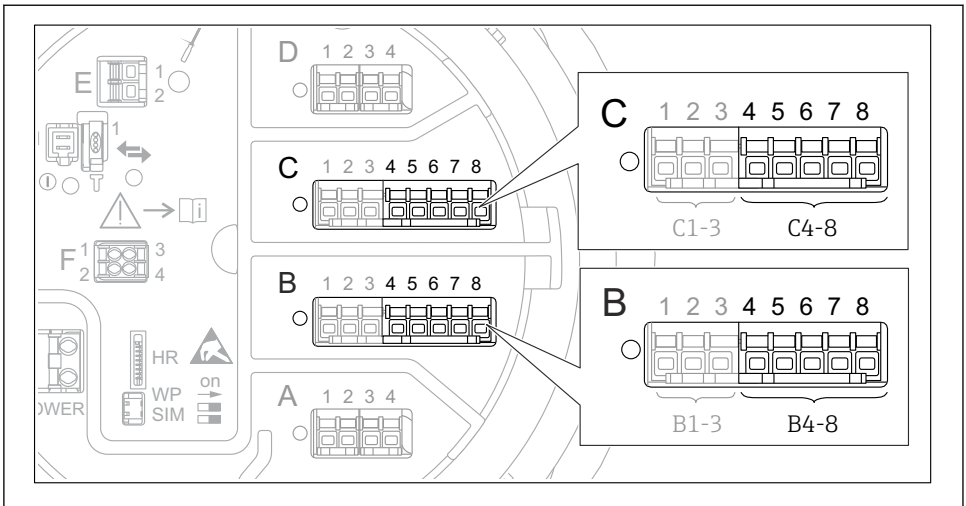 D 1 2 3 4
E 1
2
1
C 1 2 3 4 5 6 7 8
i
F 1 3
2 4
B 1 2 3 4 5 6 7 8
HR
on
WP
SIM
OWER
A 1 2 3 4
C 1 2 3 4 5 6 7 8
C1-3 C4-8
B 1 2 3 4 5 6 7 8
B1-3 B4-8